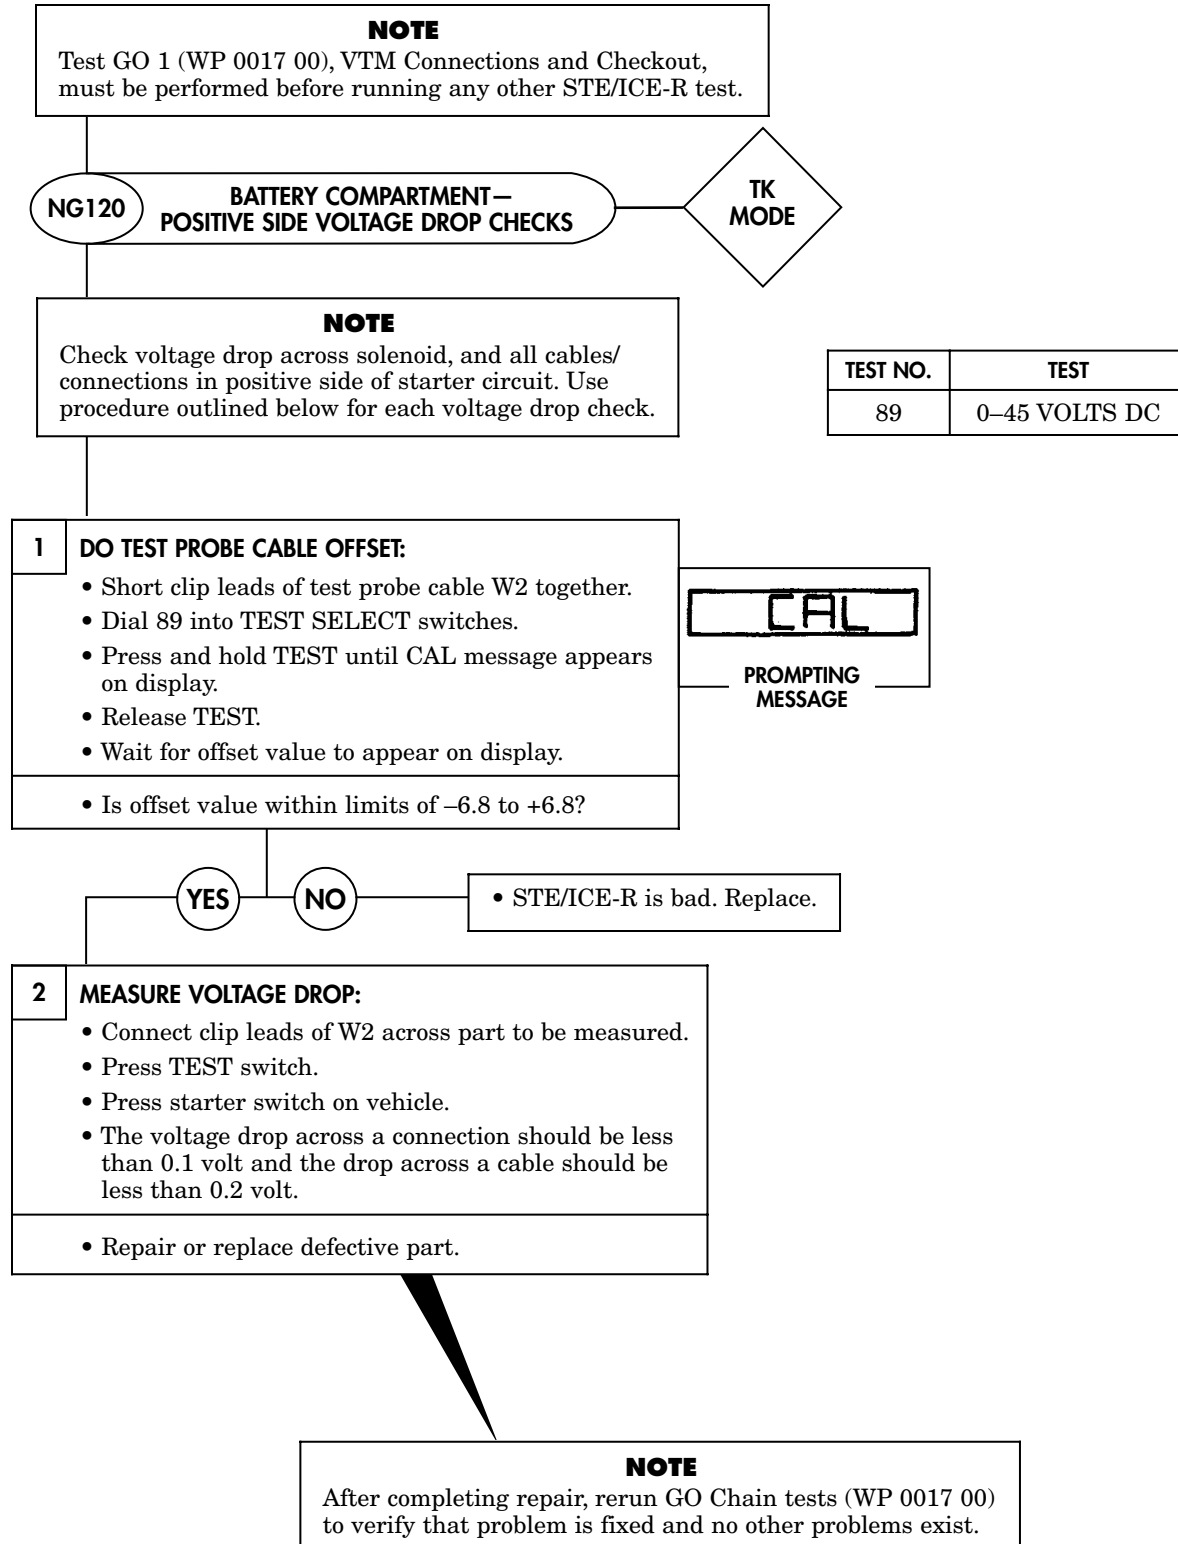 NOTE
Test GO 1 (WP 0017 00), VTM Connections and Checkout,
must be performed before running any other STE/ICE-R test.
NG120
BATTERY COMPARTMENT—
POSITIVE SIDE VOLTAGE DROP CHECKS
TK
MODE
NOTE
Check voltage drop across solenoid, and all cables/
connections in positive side of starter circuit. Use
procedure outlined below for each voltage drop check.
TEST NO. TEST
89 0–45 VOLTS DC
1 DO TEST PROBE CABLE OFFSET:
• Short clip leads of test probe cable W2 together.
• Dial 89 into TEST SELECT switches.
• Press and hold TEST until CAL message appears
on display.
• Release TEST.
• Wait for offset value to appear on display.
• Is offset value within limits of –6.8 to +6.8?
CAL
PROMPTING
MESSAGE
YES
NO
• STE/ICE-R is bad. Replace.
2 MEASURE VOLTAGE DROP:
• Connect clip leads of W2 across part to be measured.
• Press TEST switch.
• Press starter switch on vehicle.
• The voltage drop across a connection should be less
than 0.1 volt and the drop across a cable should be
less than 0.2 volt.
• Repair or replace defective part.
NOTE
After completing repair, rerun GO Chain tests (WP 0017 00)
to verify that problem is fixed and no other problems exist.